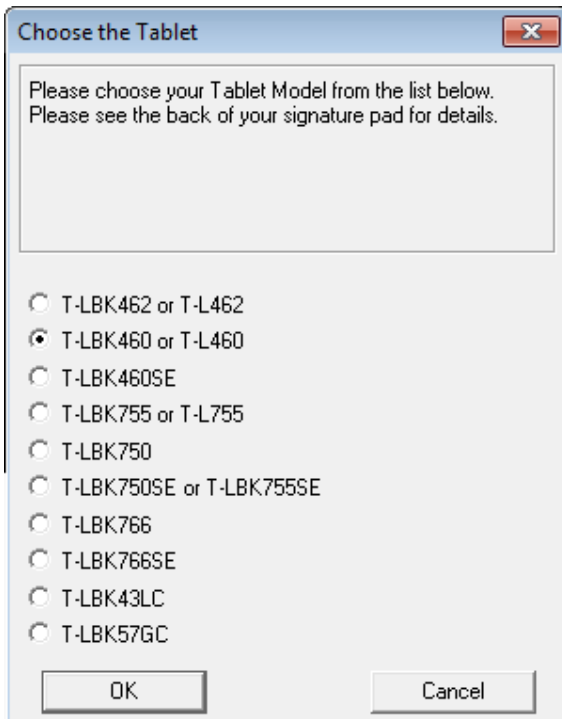 Choose the Tablet
Please choose your Tablet Model from the list below.
Please see the back of your signature pad for details.
T-LBK462 or T-L462
T-LBK460 or T-L460
T-LBK460SE
T-LBK755 or T-L755
T-LBK750
T-LBK750SE or T-LBK755SE
T-LBK766
T-LBK766SE
T-LBK43LC
T-LBK57GC
OK
Cancel